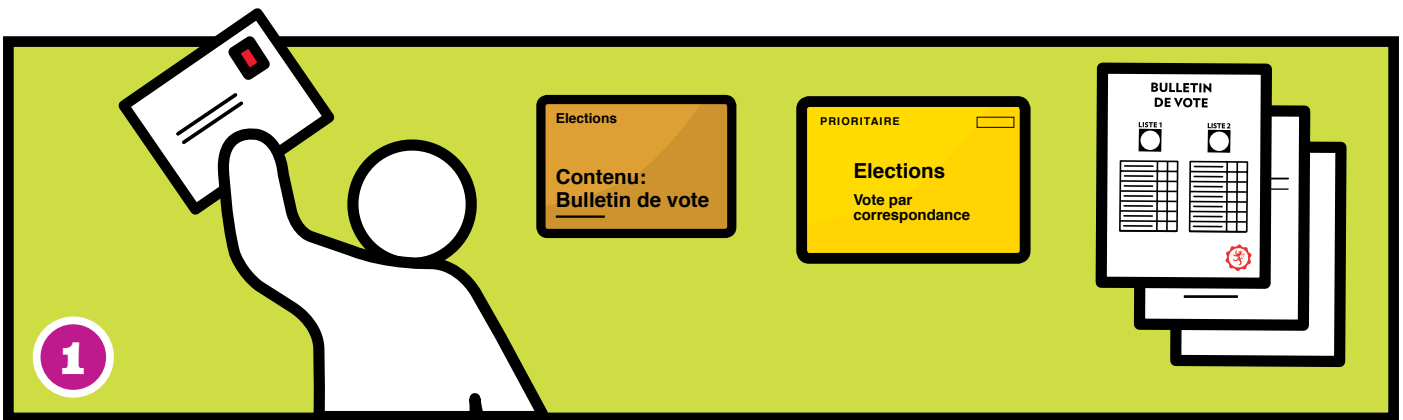 Elections
Contenu:
Bulletin de vote
PRIORITAIRE
Elections
Vote par
correspondance
BULLETIN
DE VOTE
LISTE 1
LISTE 2
1